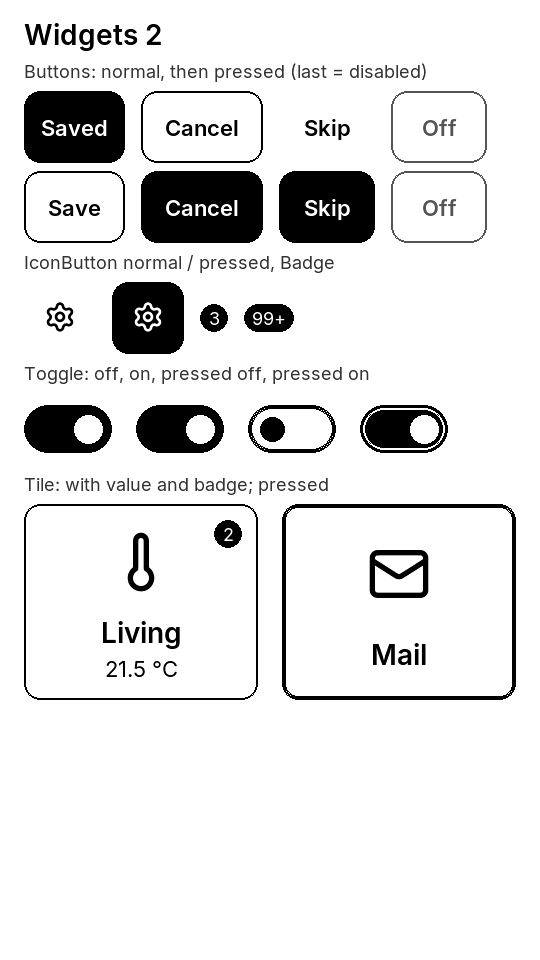 Widgets 2
Buttons: normal, then pressed (last = disabled)
Saved Cancel Skip Off
Save Cancel Skip Off
IconButton normal / pressed, Badge
3 99+
Toggle: off, on, pressed off, pressed on
Tile: with value and badge; pressed
2
Living
21.5 °C
Mail